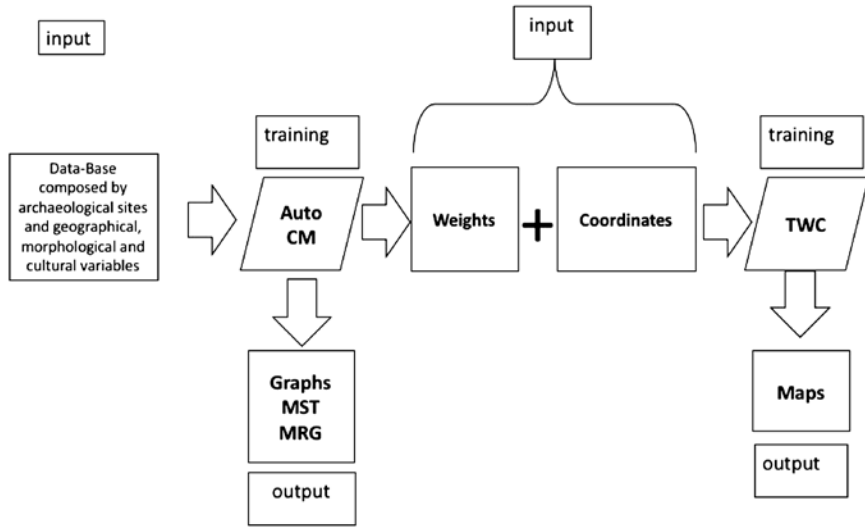 input
input
training
training
Data-Base
composed by
archaeological sites
and geographical,
morphological and
cultural variables
Auto
CM
Weights
+
Coordinates
TWC
Graphs
MST
MRG
Maps
output
output